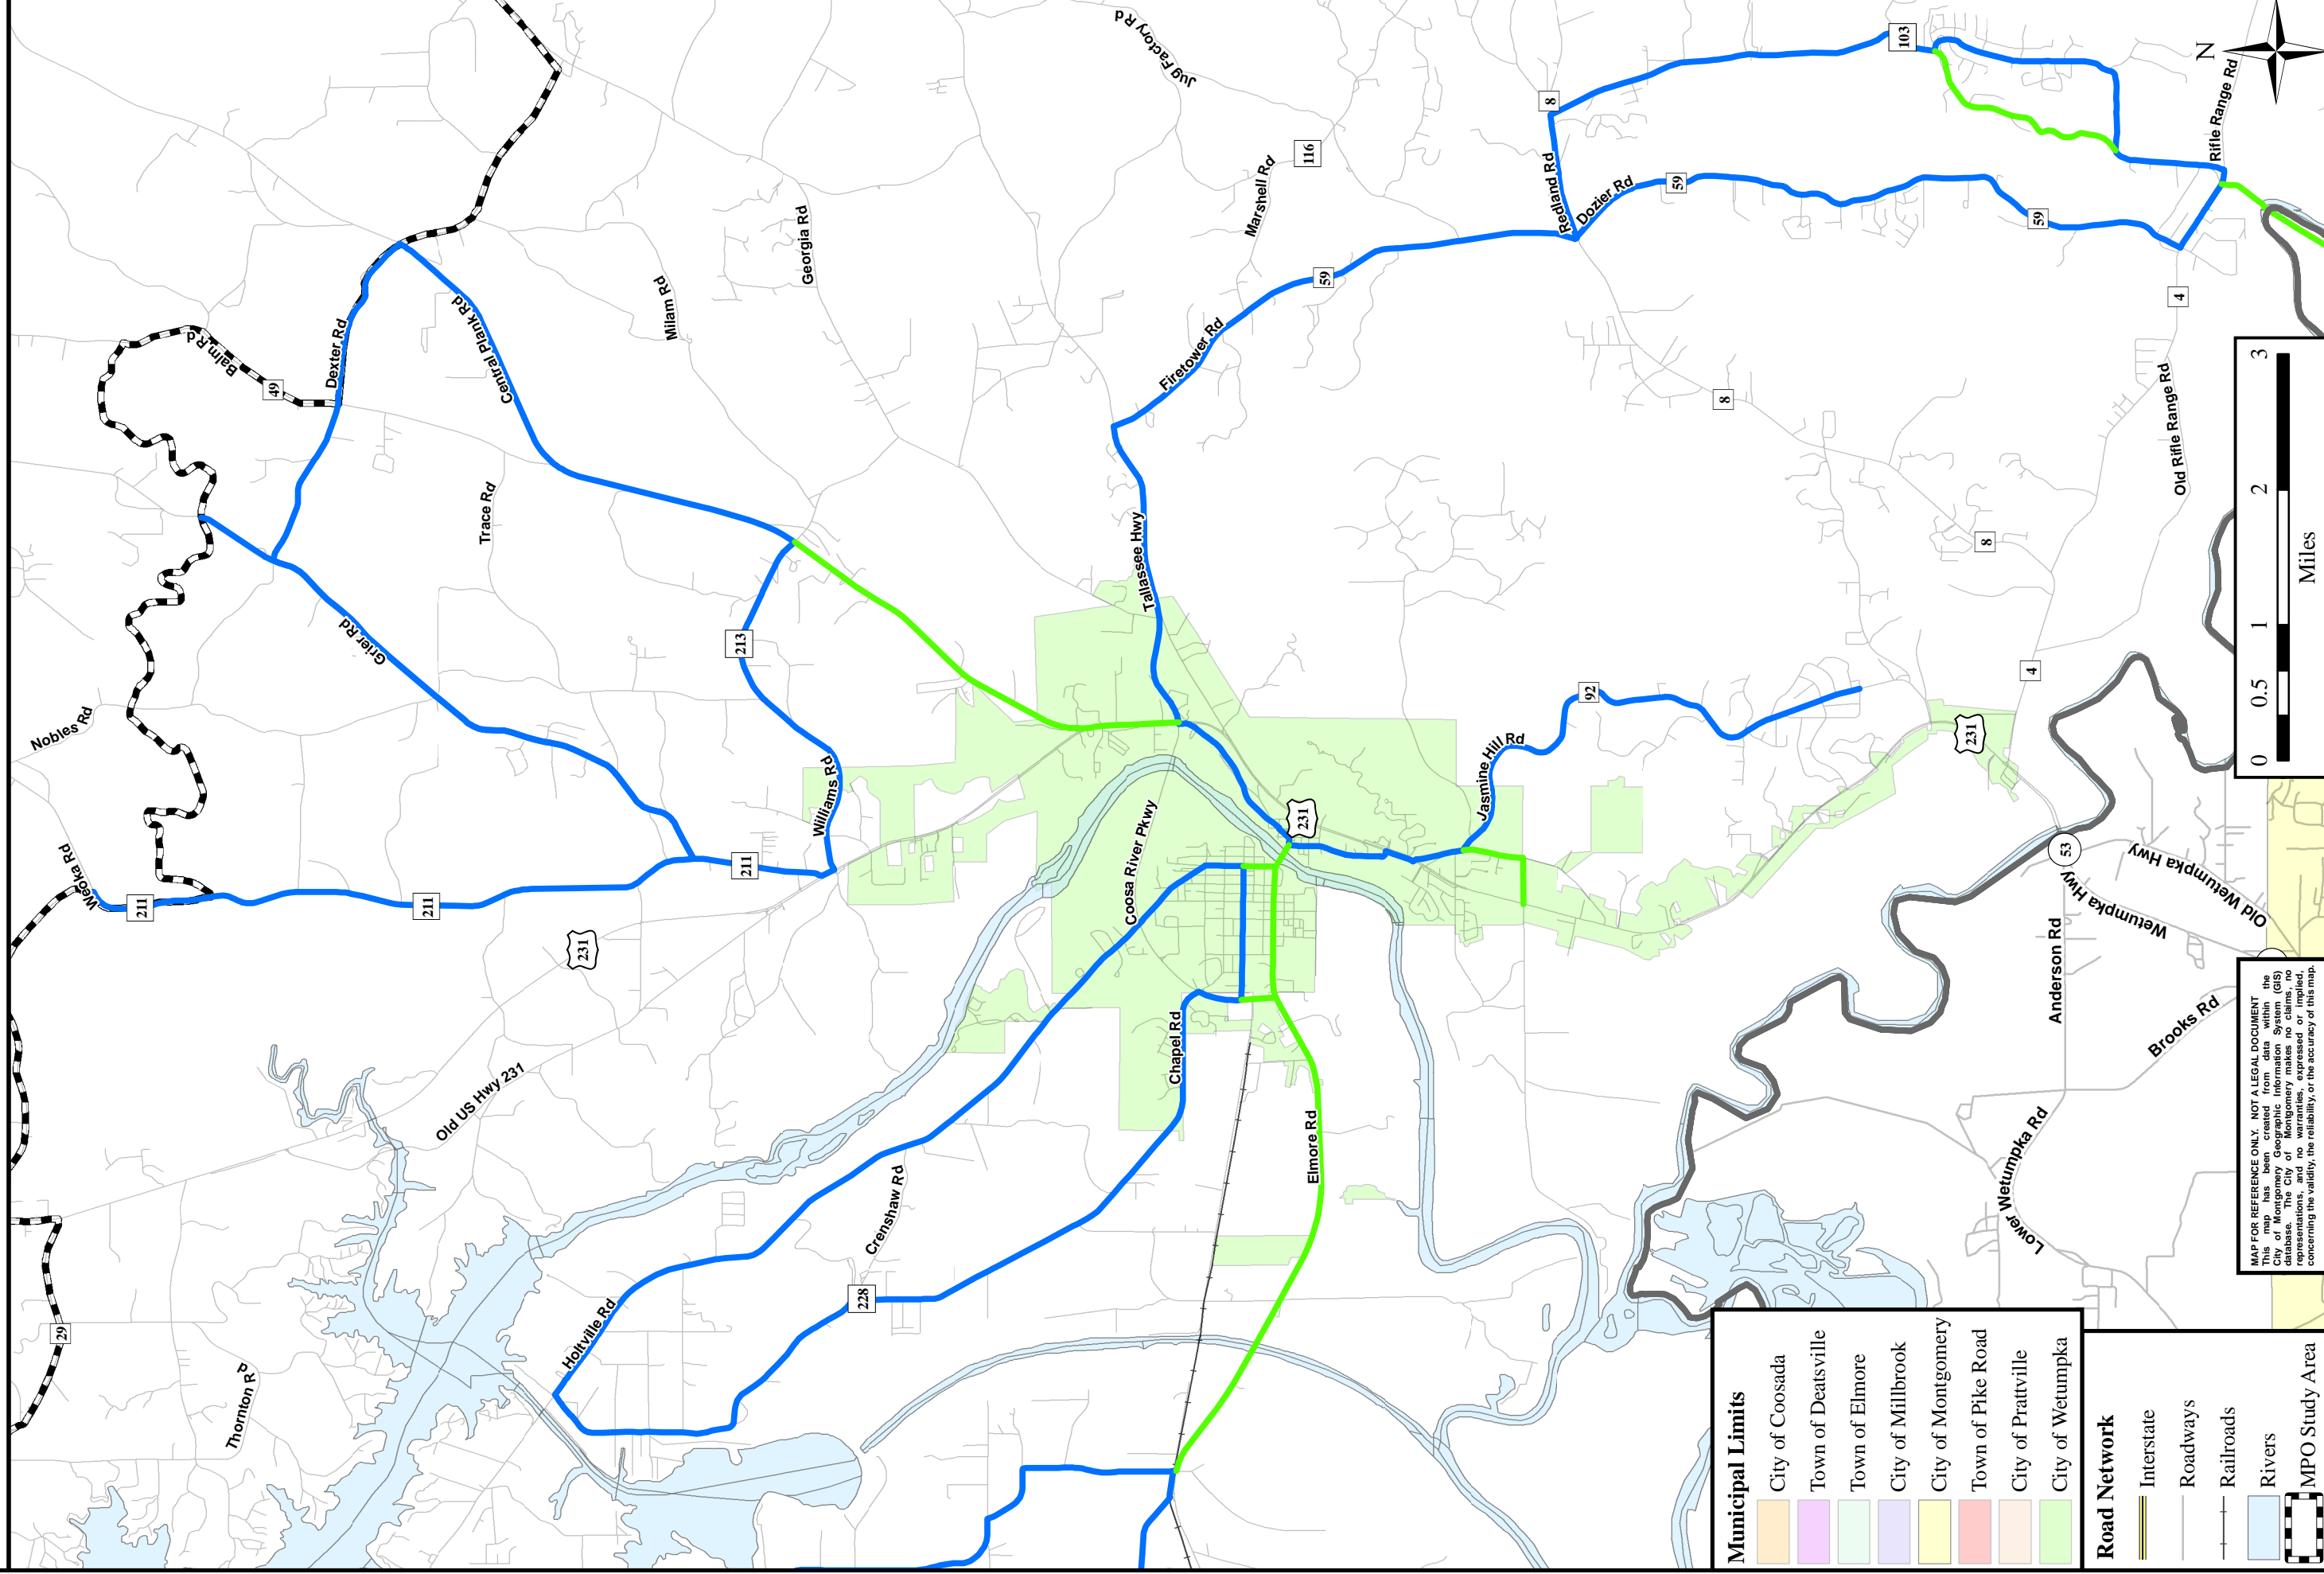 Weoka Rd
Nobles Rd
211
211
211
29
Thornton Rd
Old US Hwy 231
231
Grier Rd
Balm Rd
49
Dexter Rd
Central Plank Rd
Trace Rd
Milam Rd
Georgia Rd
213
Williams Rd
Jug Factory Rd
Marshell Rd
116
Firetower Rd
59
Tallassee Hwy
Coosa River Pkwy
Chapel Rd
Crenshaw Rd
228
Holtville Rd
Elmore Rd
231
Jasmine Hill Rd
92
Redland Rd
8
Dozier Rd
59
59
103
8
8
Rifle Range Rd
4
Old Rifle Range Rd
4
231
53
Wetumpka Hwy
Old Wetumpka Hwy
Anderson Rd
Brooks Rd
Lower Wetumpka Rd
N
0 0.5 1 2 3
Miles
MAP FOR REFERENCE ONLY. NOT A LEGAL DOCUMENT
This map has been created from data within the
City of Montgomery Geographic Information System (GIS)
database. The City of Montgomery makes no claims, no
representations, and no warranties, expressed or implied,
concerning the validity, the reliability, or the accuracy of this map.
Municipal Limits
City of Coosada
Town of Deatsville
Town of Elmore
City of Millbrook
City of Montgomery
Town of Pike Road
City of Prattville
City of Wetumpka
Road Network
Interstate
Roadways
Railroads
Rivers
MPO Study Area